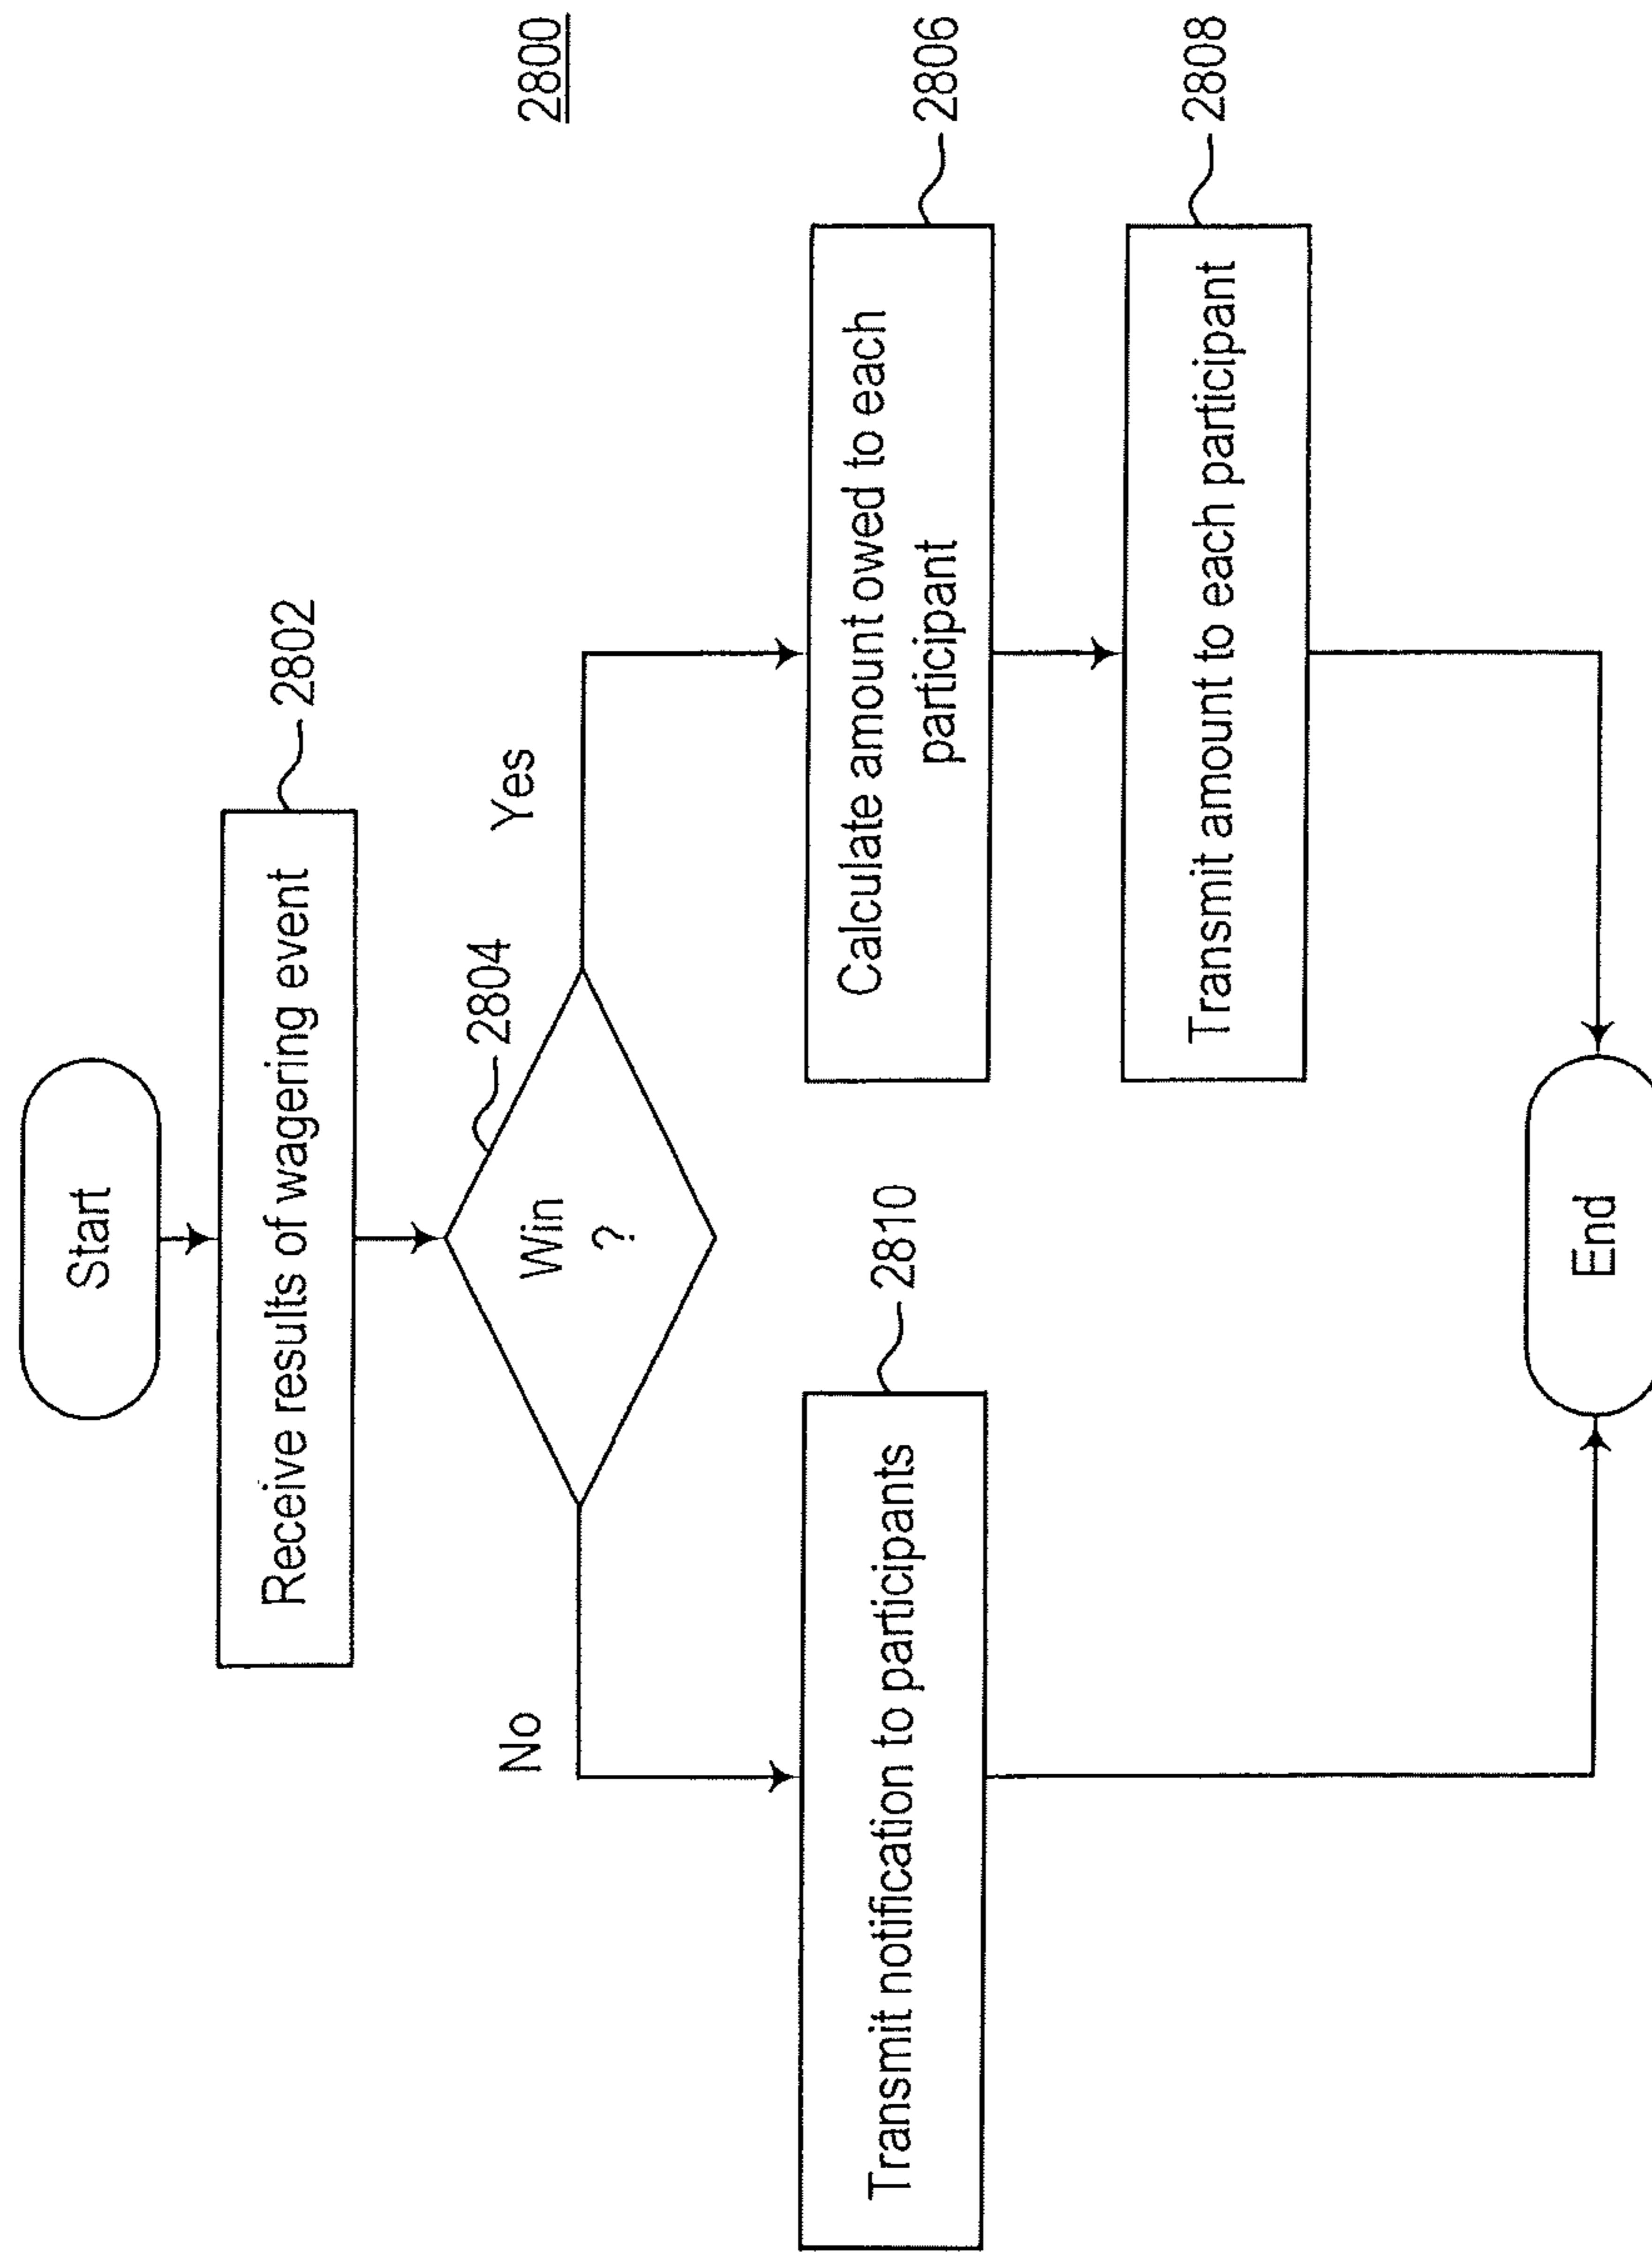 2800
Start
Receive results of wagering event
2802
Win
?
2804
Yes
No
Calculate amount owed to each
participant
2806
Transmit amount to each participant
2808
Transmit notification to participants
2810
End